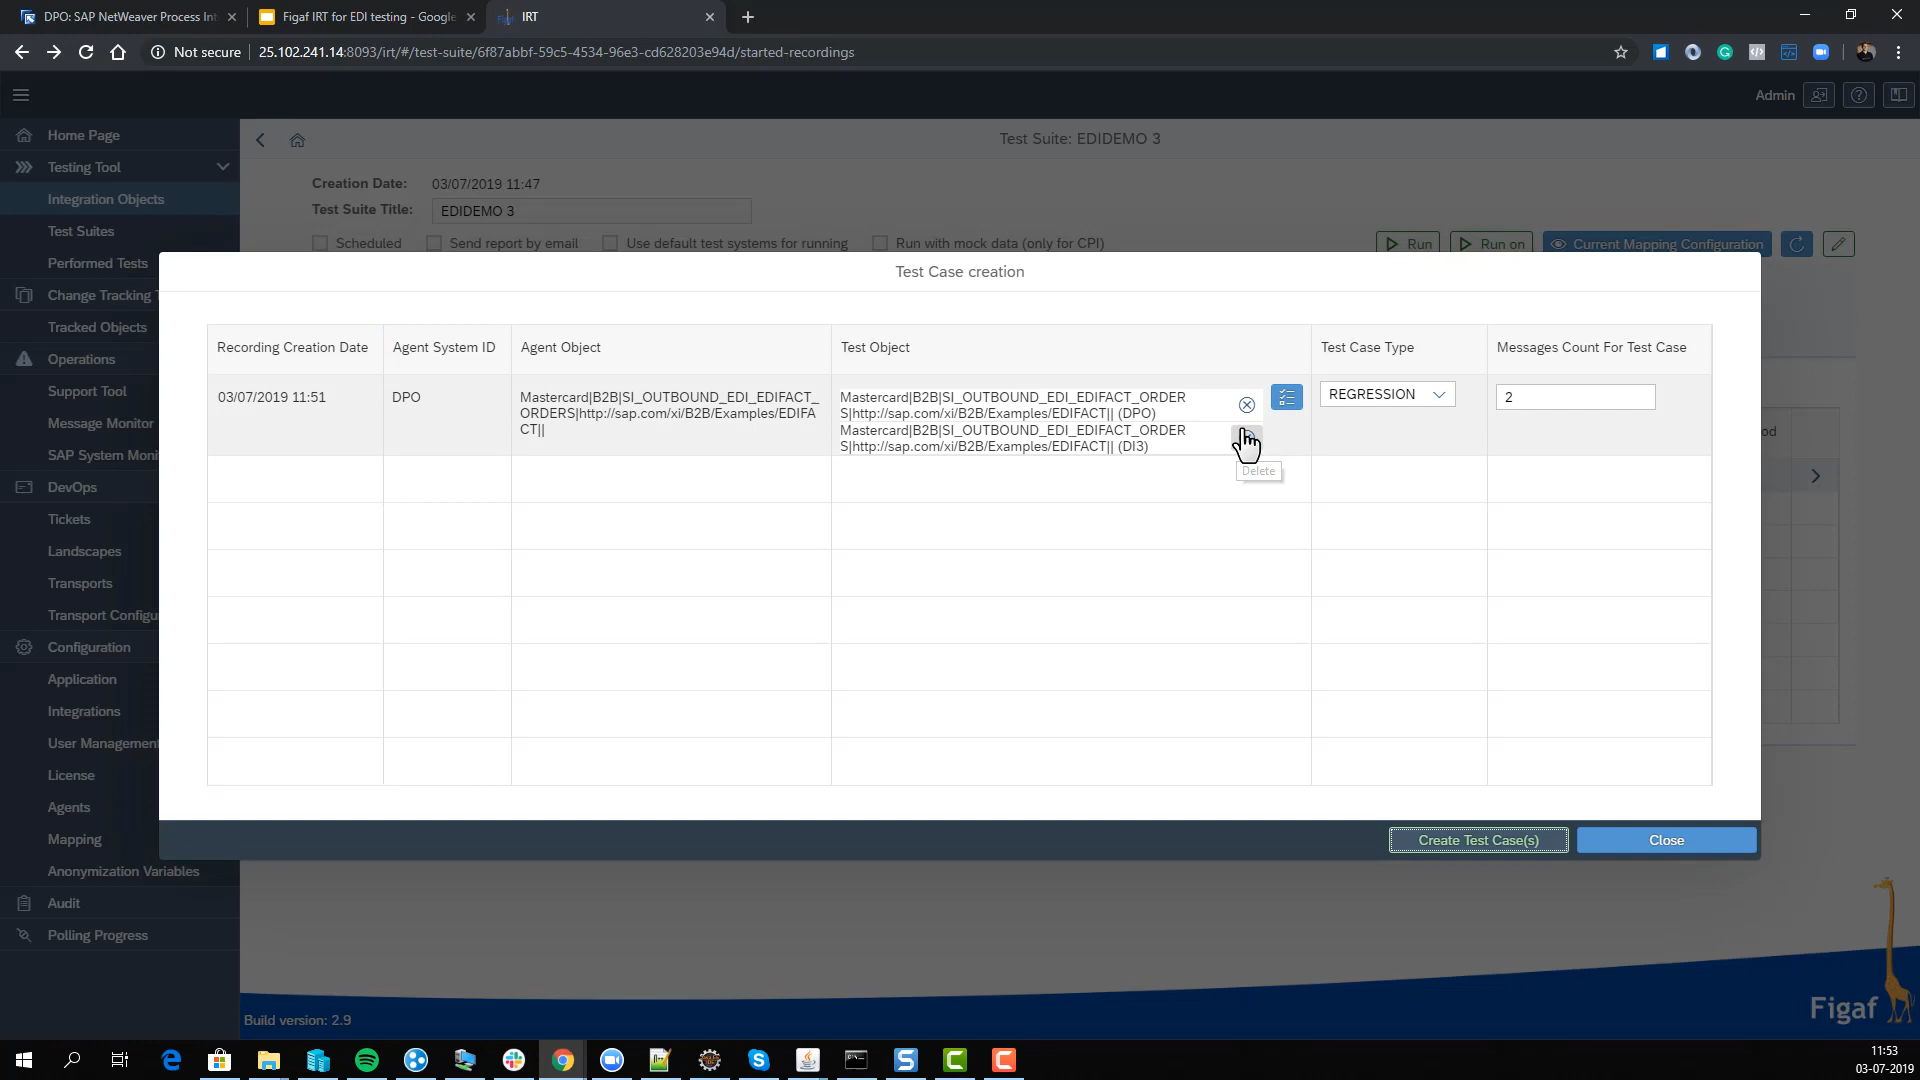 DPO: SAP NetWeaver Process Int
Figaf IRT for EDI testing - Google
IRT
Not secure
25.102.241.14:8093/irt/#/test-suite/6f87abbf-59c5-4534-96e3-cd628203e94d/started-recordings
Admin
Home Page
Testing Tool
Integration Objects
Test Suites
Performed Tests
Change Tracking T
Tracked Objects
Operations
Support Tool
Message Monitor
SAP System Moni
DevOps
Tickets
Landscapes
Transports
Transport Configu
Configuration
Application
Integrations
User Management
License
Agents
Mapping
Anonymization Variables
Audit
Polling Progress
Test Suite: EDIDEMO 3
Creation Date: 03/07/2019 11:47
Test Suite Title: EDIDEMO 3
Scheduled Send report by email Use default test systems for running Run with mock data (only for CPI)
Run Run on Current Mapping Configuration
od
Test Case creation
Recording Creation Date Agent System ID Agent Object Test Object Test Case Type Messages Count For Test Case
03/07/2019 11:51
DPO
Mastercard|B2B|SI_OUTBOUND_EDI_EDIFACT_
ORDERS|http://sap.com/xi/B2B/Examples/EDIFA
CT||
Mastercard|B2B|SI_OUTBOUND_EDI_EDIFACT_ORDER
S|http://sap.com/xi/B2B/Examples/EDIFACT|| (DPO)
Mastercard|B2B|SI_OUTBOUND_EDI_EDIFACT_ORDER
S|http://sap.com/xi/B2B/Examples/EDIFACT|| (DI3)
Delete
REGRESSION
2
Create Test Case(s)
Close
Figaf
Build version: 2.9
11:53
03-07-2019